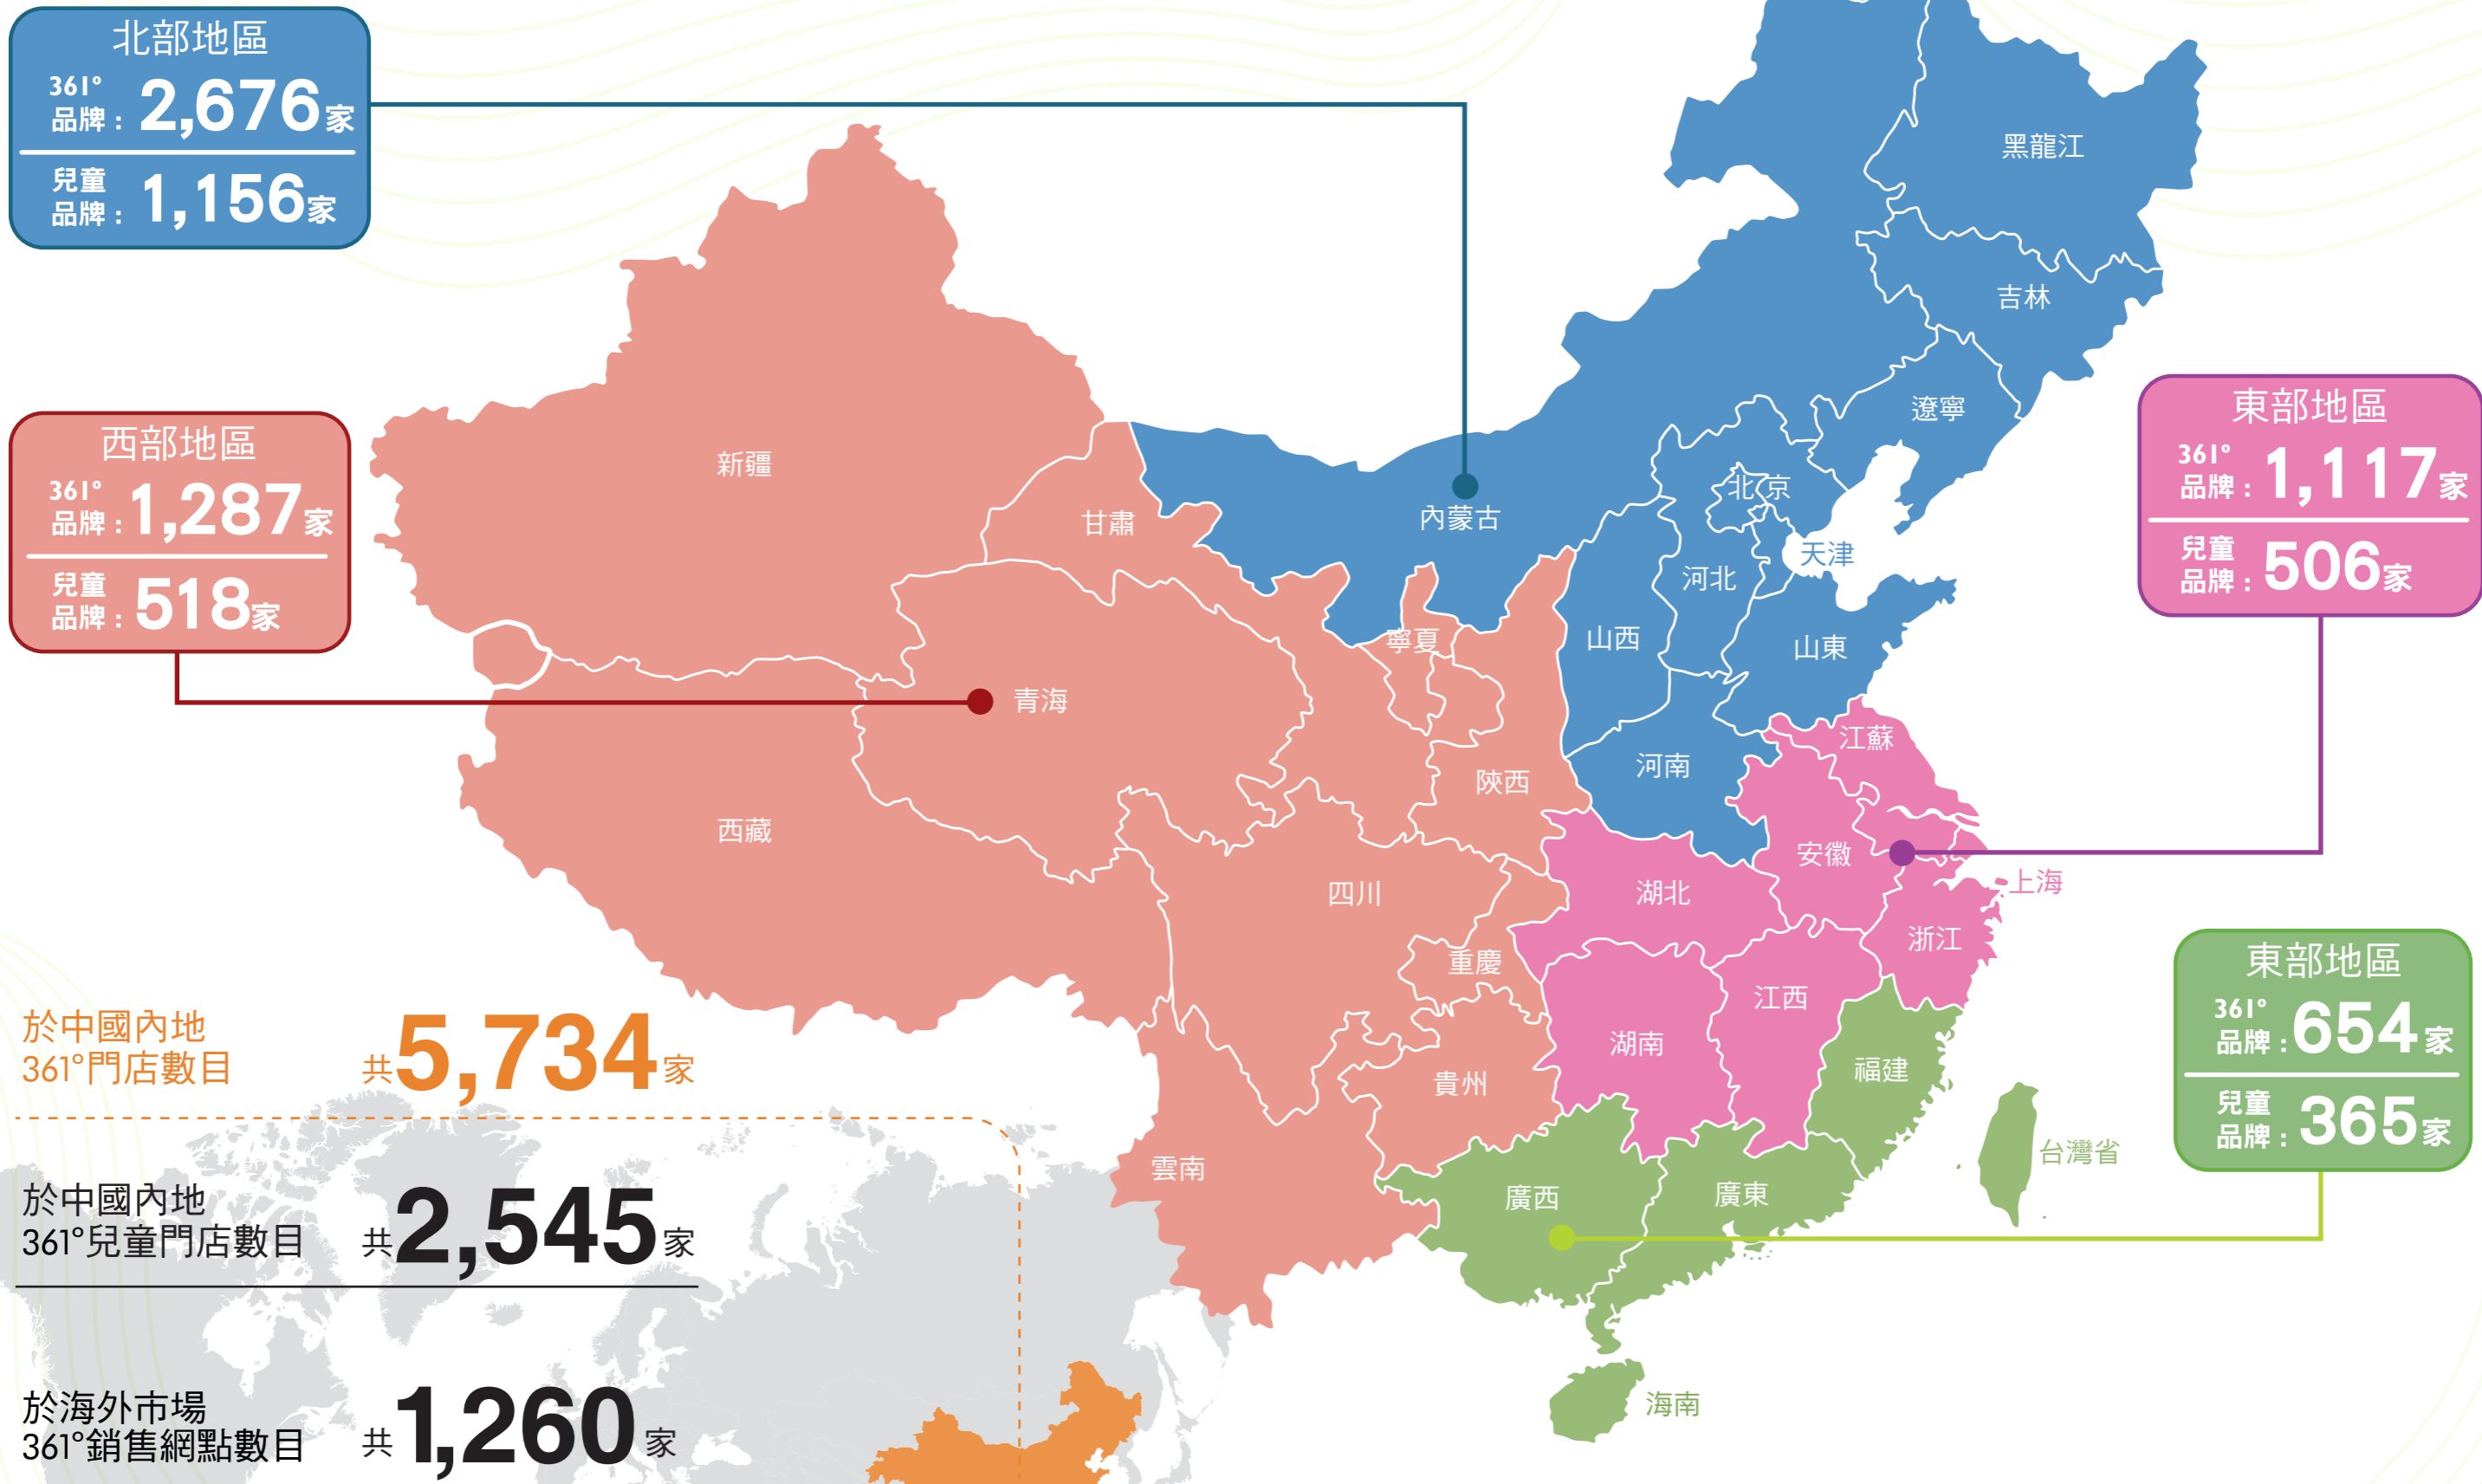 北部地區
361°
品牌：2,676家
兒童
品牌：1,156家
西部地區
361°
品牌：1,287家
兒童
品牌：518家
東部地區
361°
品牌：1,117家
兒童
品牌：506家
東部地區
361°
品牌：654家
兒童
品牌：365家
黑龍江
吉林
遼寧
新疆
甘肅
內蒙古
北京
天津
河北
山西
山東
寧夏
青海
陝西
河南
江蘇
西藏
安徽
上海
四川
湖北
浙江
重慶
江西
湖南
福建
貴州
台灣省
雲南
廣西
廣東
海南
於中國內地
361°門店數目 共5,734家
於中國內地
361°兒童門店數目 共2,545家
於海外市場
361°銷售網點數目 共1,260家